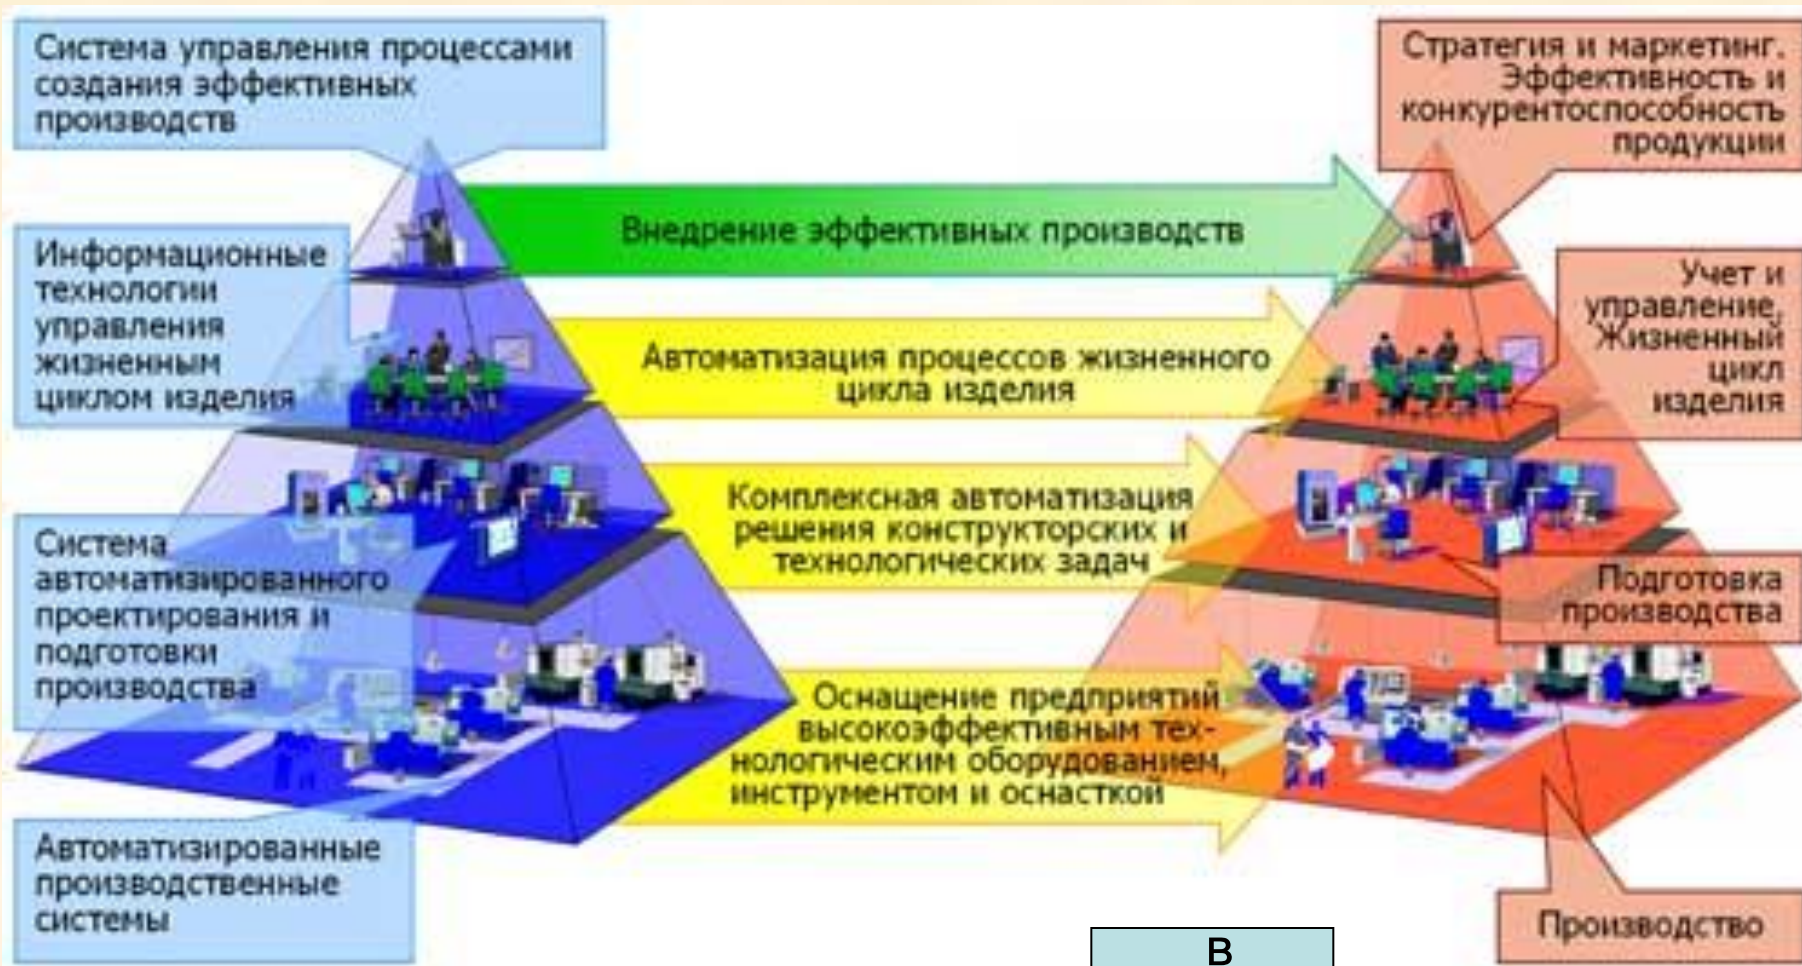 Система управления процессами
создания эффективных
производств
Стратегия и маркетинг.
Эффективность и
конкурентоспособность
продукции
Внедрение эффективных производств
Информационные
технологии
управления
жизненным
циклом изделия
Учет и
управление,
Жизненный
цикл
изделия
Автоматизация процессов жизненного
цикла изделия
Комплексная автоматизация
решения конструкторских и
технологических задач
Система
автоматизированного
проектирования и
подготовки
производства
Подготовка
производства
Оснащение предприятий
высокоэффективным тех-
нологическим оборудованием,
инструментом и оснасткой
Автоматизированные
производственные
системы
Производство
В